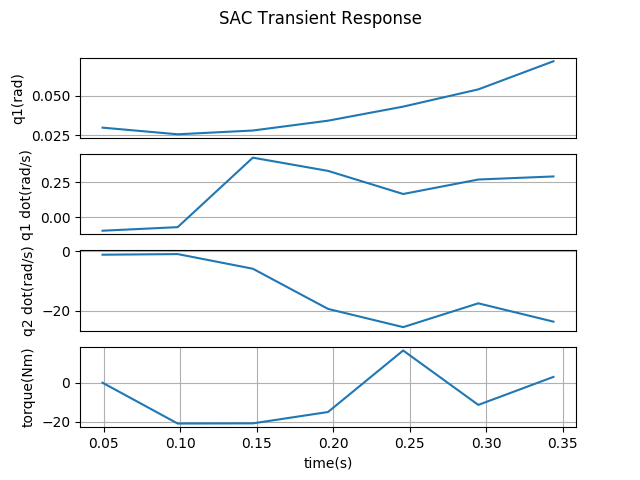 SAC Transient Response
q1(rad)
0.050
0.025
q1 dot(rad/s)
0.25
0.00
q2 dot(rad/s)
0
−20
torque(Nm)
0
−20
0.05 0.10 0.15 0.20 0.25 0.30 0.35
time(s)